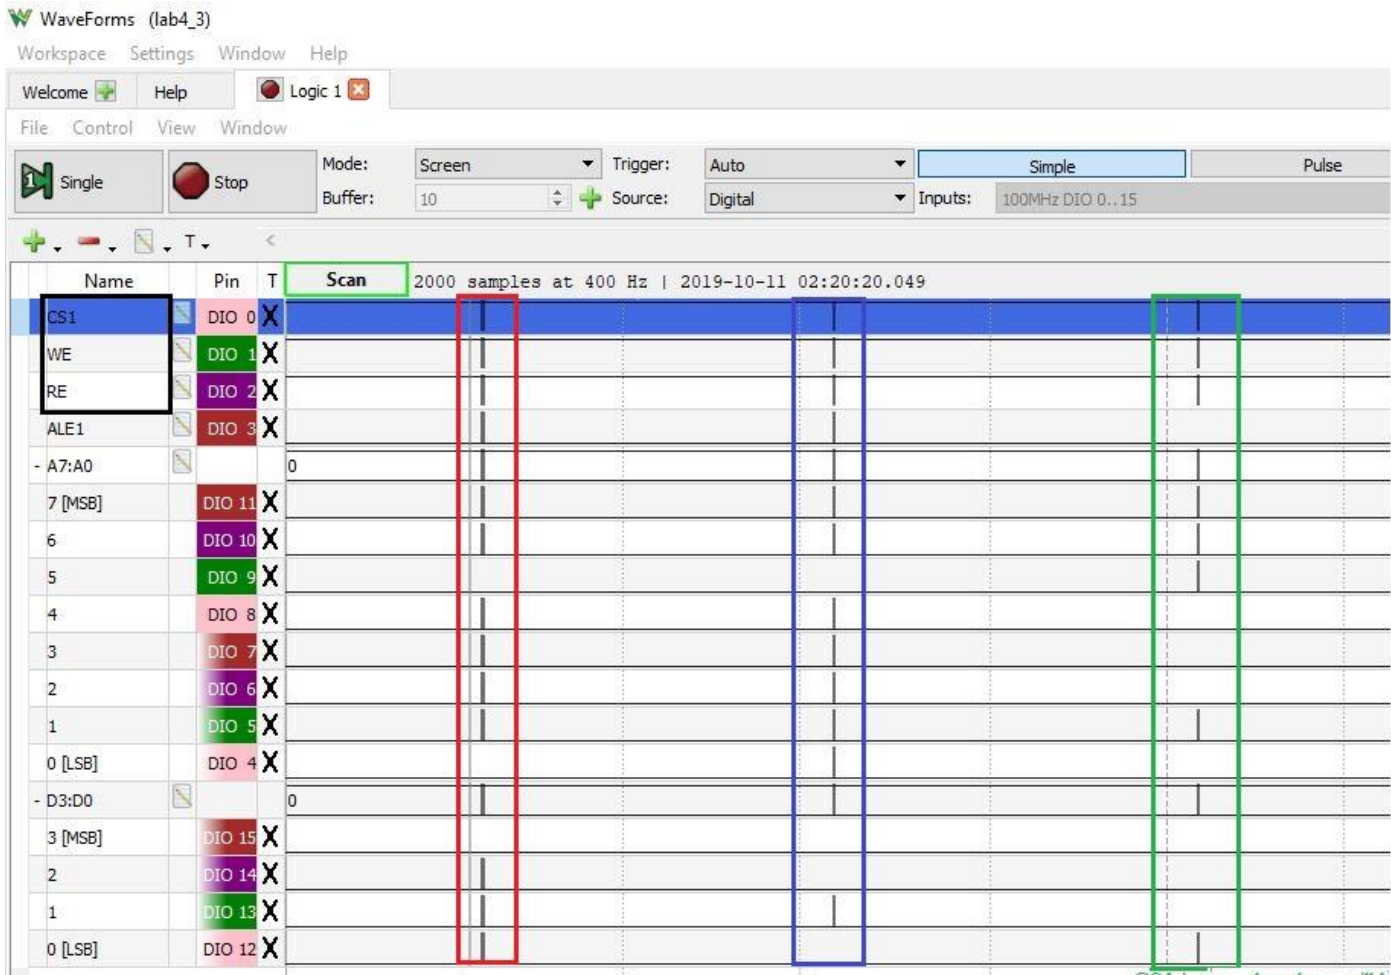 WaveForms (lab4_3)
Workspace Settings Window Help
Welcome Help Logic 1
File Control View Window
Single Stop Mode: Screen Trigger: Auto Simple Pulse
Buffer: 10 Source: Digital Inputs: 100MHz DIO 0..15
T
Name Pin T Scan 2000 samples at 400 Hz | 2019-10-11 02:20:20.049
CS1 DIO 0 X
WE DIO 1 X
RE DIO 2 X
ALE1 DIO 3 X
- A7:A0 0
7 [MSB] DIO 11 X
6 DIO 10 X
5 DIO 9 X
4 DIO 8 X
3 DIO 7 X
2 DIO 6 X
1 DIO 5 X
0 [LSB] DIO 4 X
- D3:D0 0
3 [MSB] DIO 15 X
2 DIO 14 X
1 DIO 13 X
0 [LSB] DIO 12 X